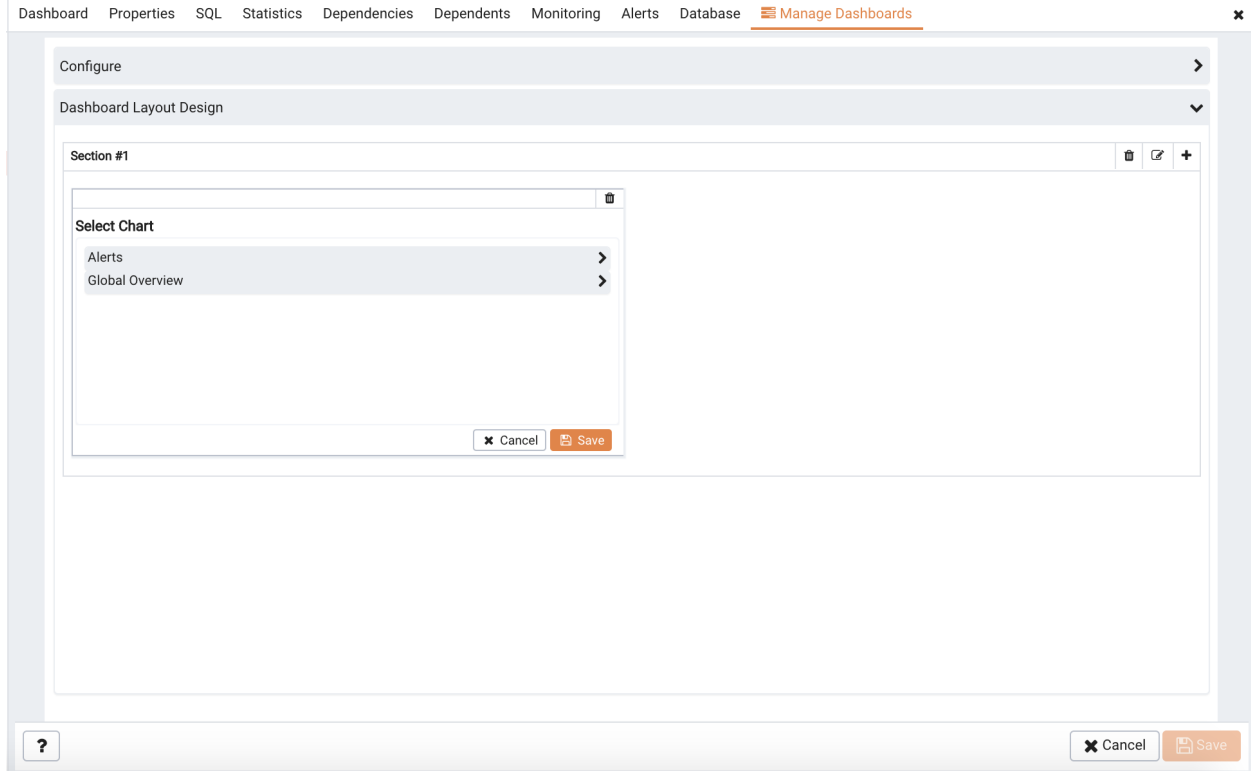 Dashboard Properties SQL Statistics Dependencies Dependents Monitoring Alerts Database Manage Dashboards
Configure
Dashboard Layout Design
Section #1
Select Chart
Alerts
Global Overview
Cancel Save
? Cancel Save